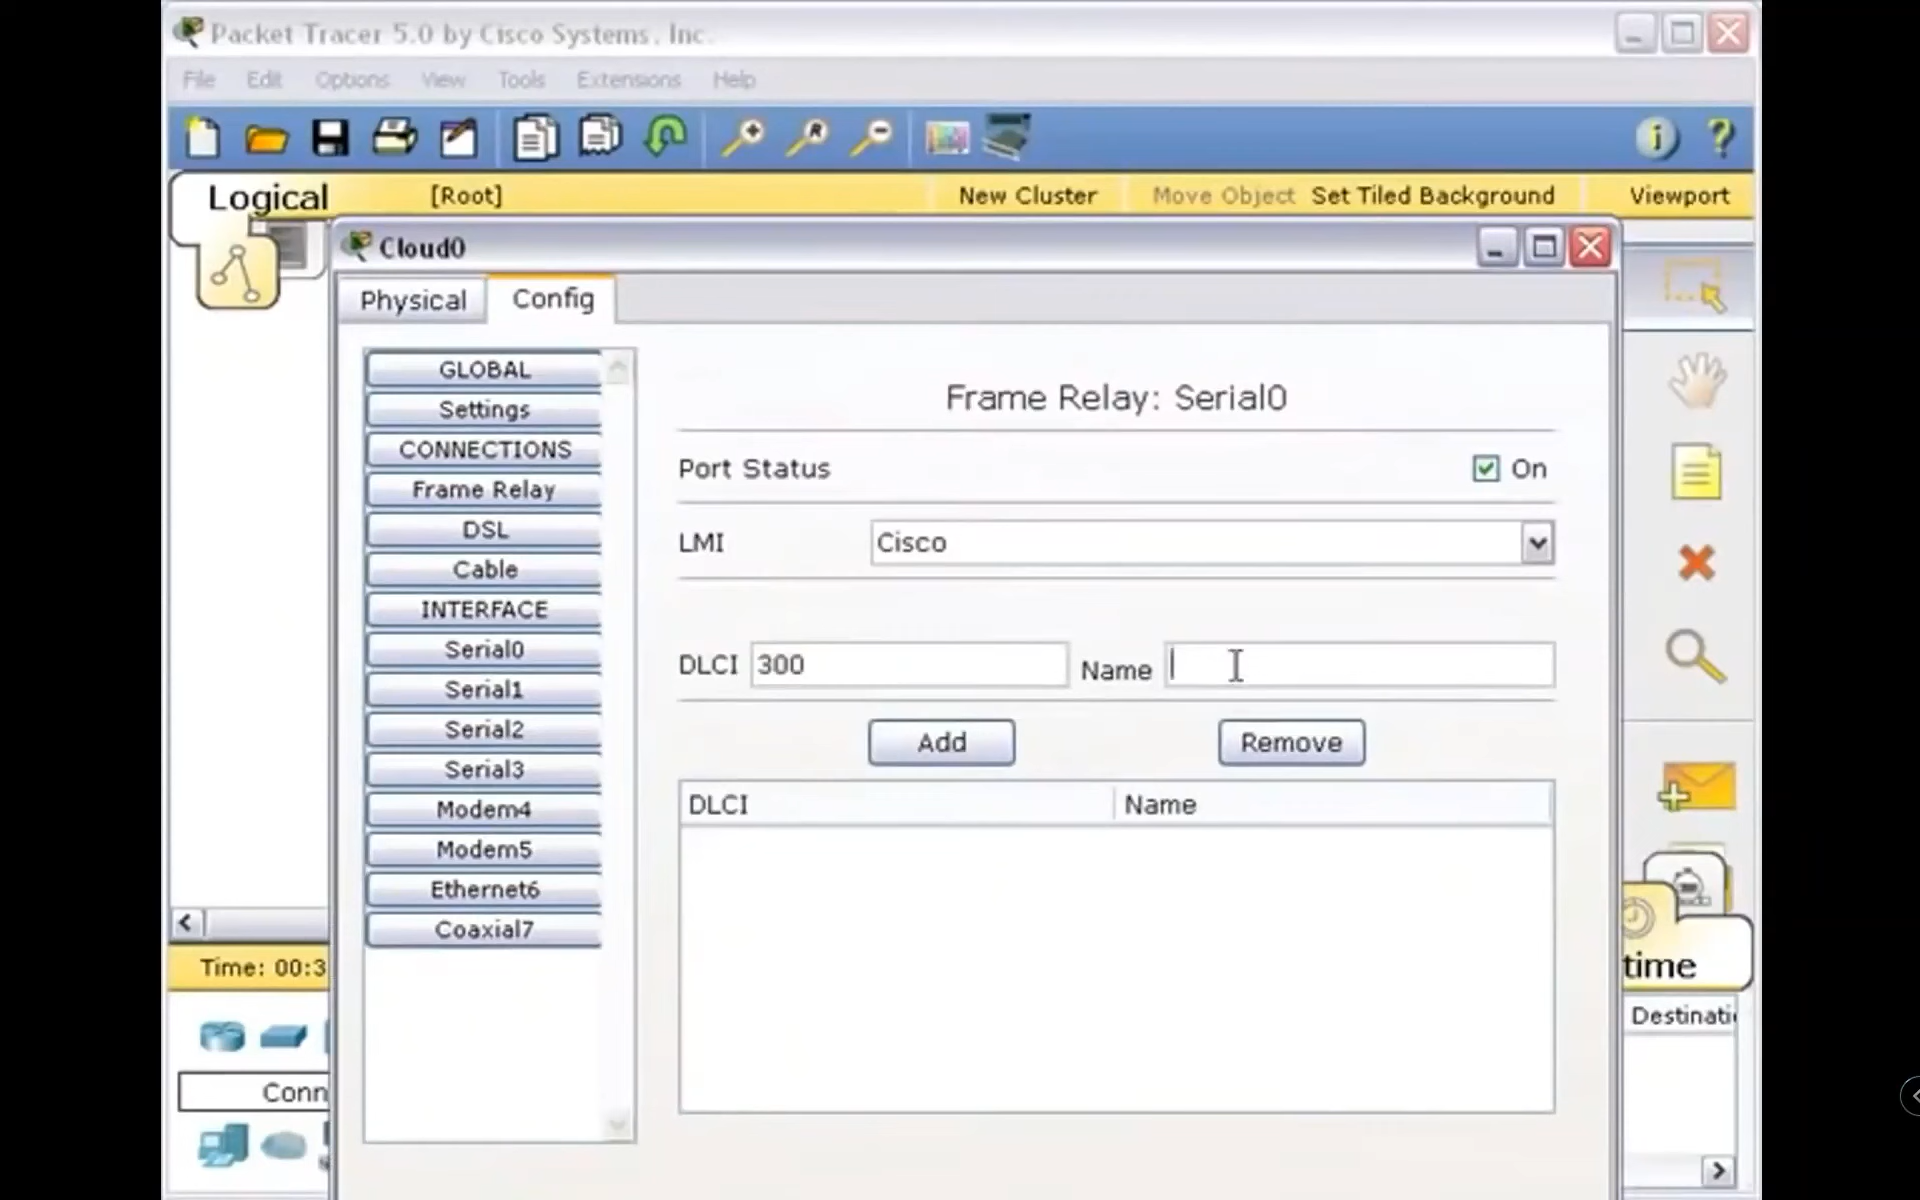 Packet Tracer 5.0 by Cisco Systems, Inc.
File Edit Options View Tools Extensions Help
Logical [Root] New Cluster Move Object Set Tiled Background Viewport
Cloud0
Physical Config
GLOBAL
Settings
CONNECTIONS
Frame Relay
DSL
Cable
INTERFACE
Serial0
Serial1
Serial2
Serial3
Modem4
Modem5
Ethernet6
Coaxial7
Frame Relay: Serial0
Port Status On
LMI Cisco
DLCI 300 Name
Add Remove
DLCI Name
Time: 00:3
time
Destinati
Conn